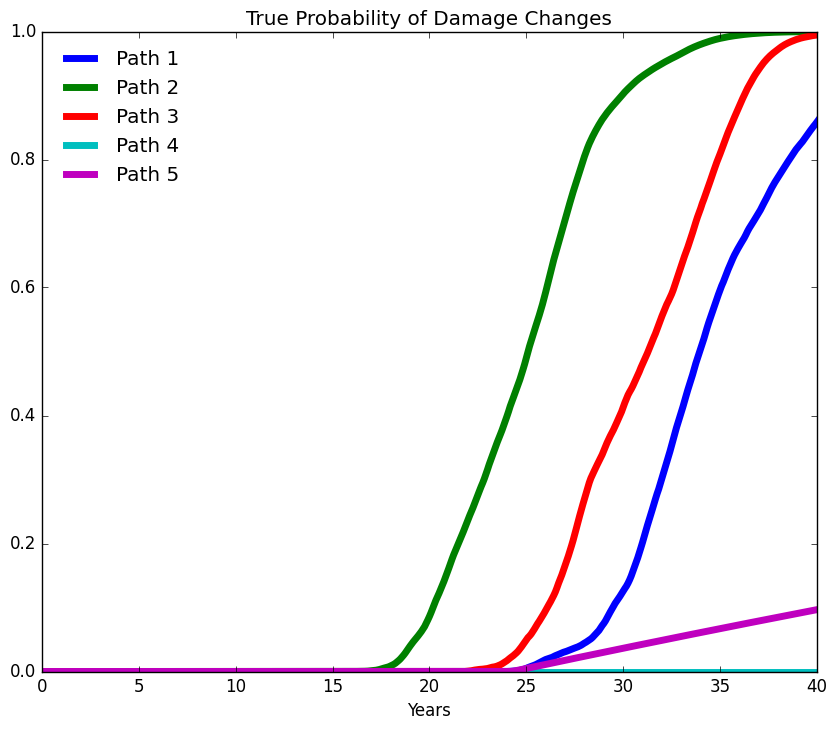 True Probability of Damage Changes
1.0
0.8
0.6
0.4
0.2
0.0
Path 1
Path 2
Path 3
Path 4
Path 5
0 5 10 15 20 25 30 35 40
Years